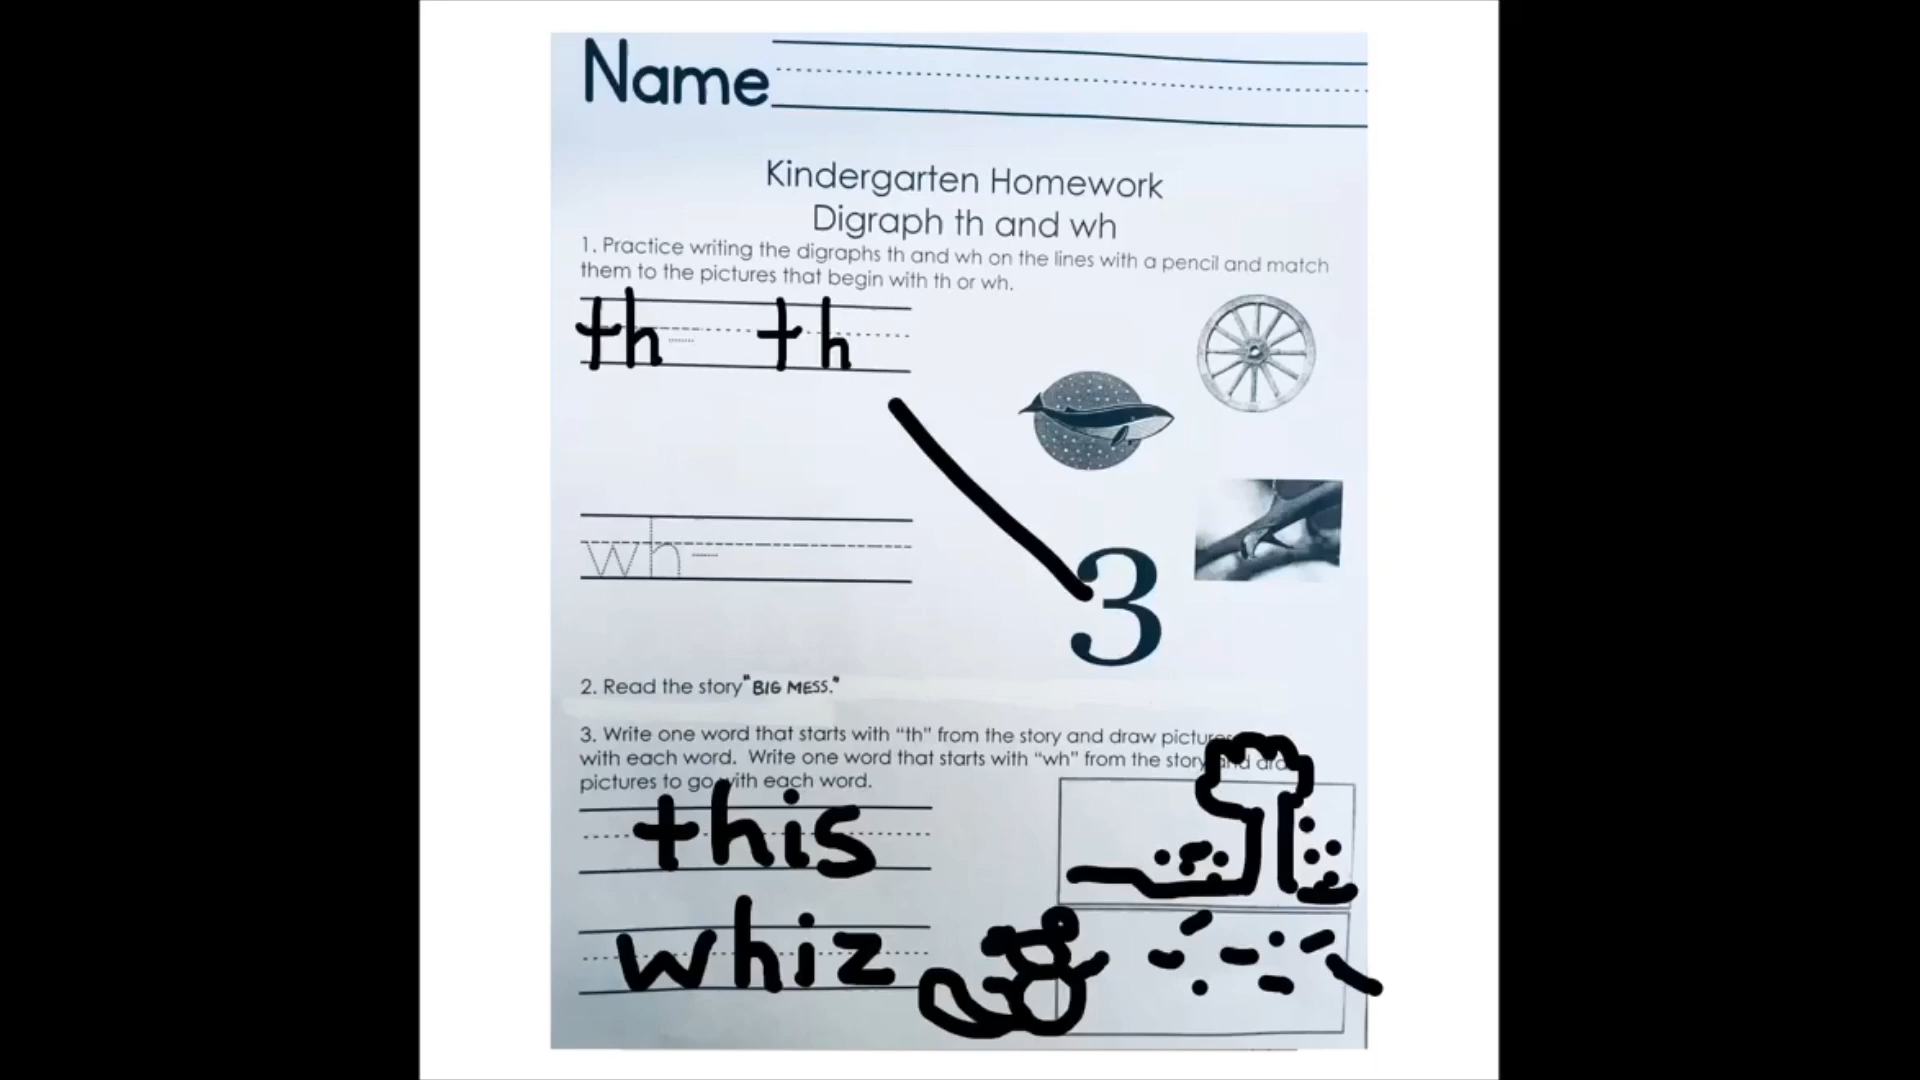 Name
Kindergarten Homework
Digraph th and wh
1. Practice writing the digraphs th and wh on the lines with a pencil and match
them to the pictures that begin with th or wh.
th- th
wh-
3
2. Read the story "BIG MESS."
3. Write one word that starts with “th” from the story and draw pictures
with each word. Write one word that starts with “wh” from the story and draw
pictures to go with each word.
this
whiz